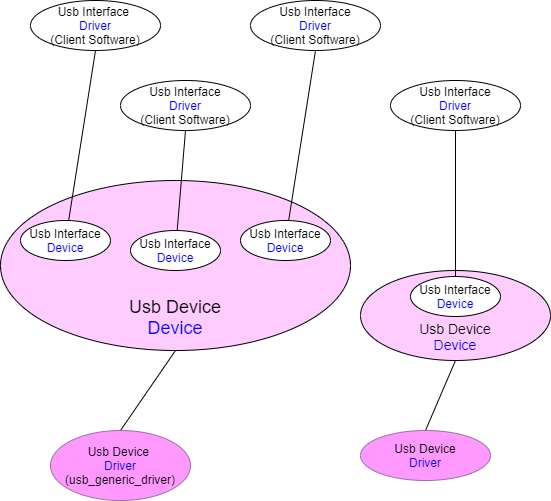 Usb Interface
Driver
(Client Software)
Usb Interface
Driver
(Client Software)
Usb Interface
Driver
(Client Software)
Usb Interface
Driver
(Client Software)
Usb Interface
Device
Usb Interface
Device
Usb Interface
Device
Usb Device
Device
Usb Interface
Device
Usb Device
Device
Usb Device
Driver
(usb_generic_driver)
Usb Device
Driver